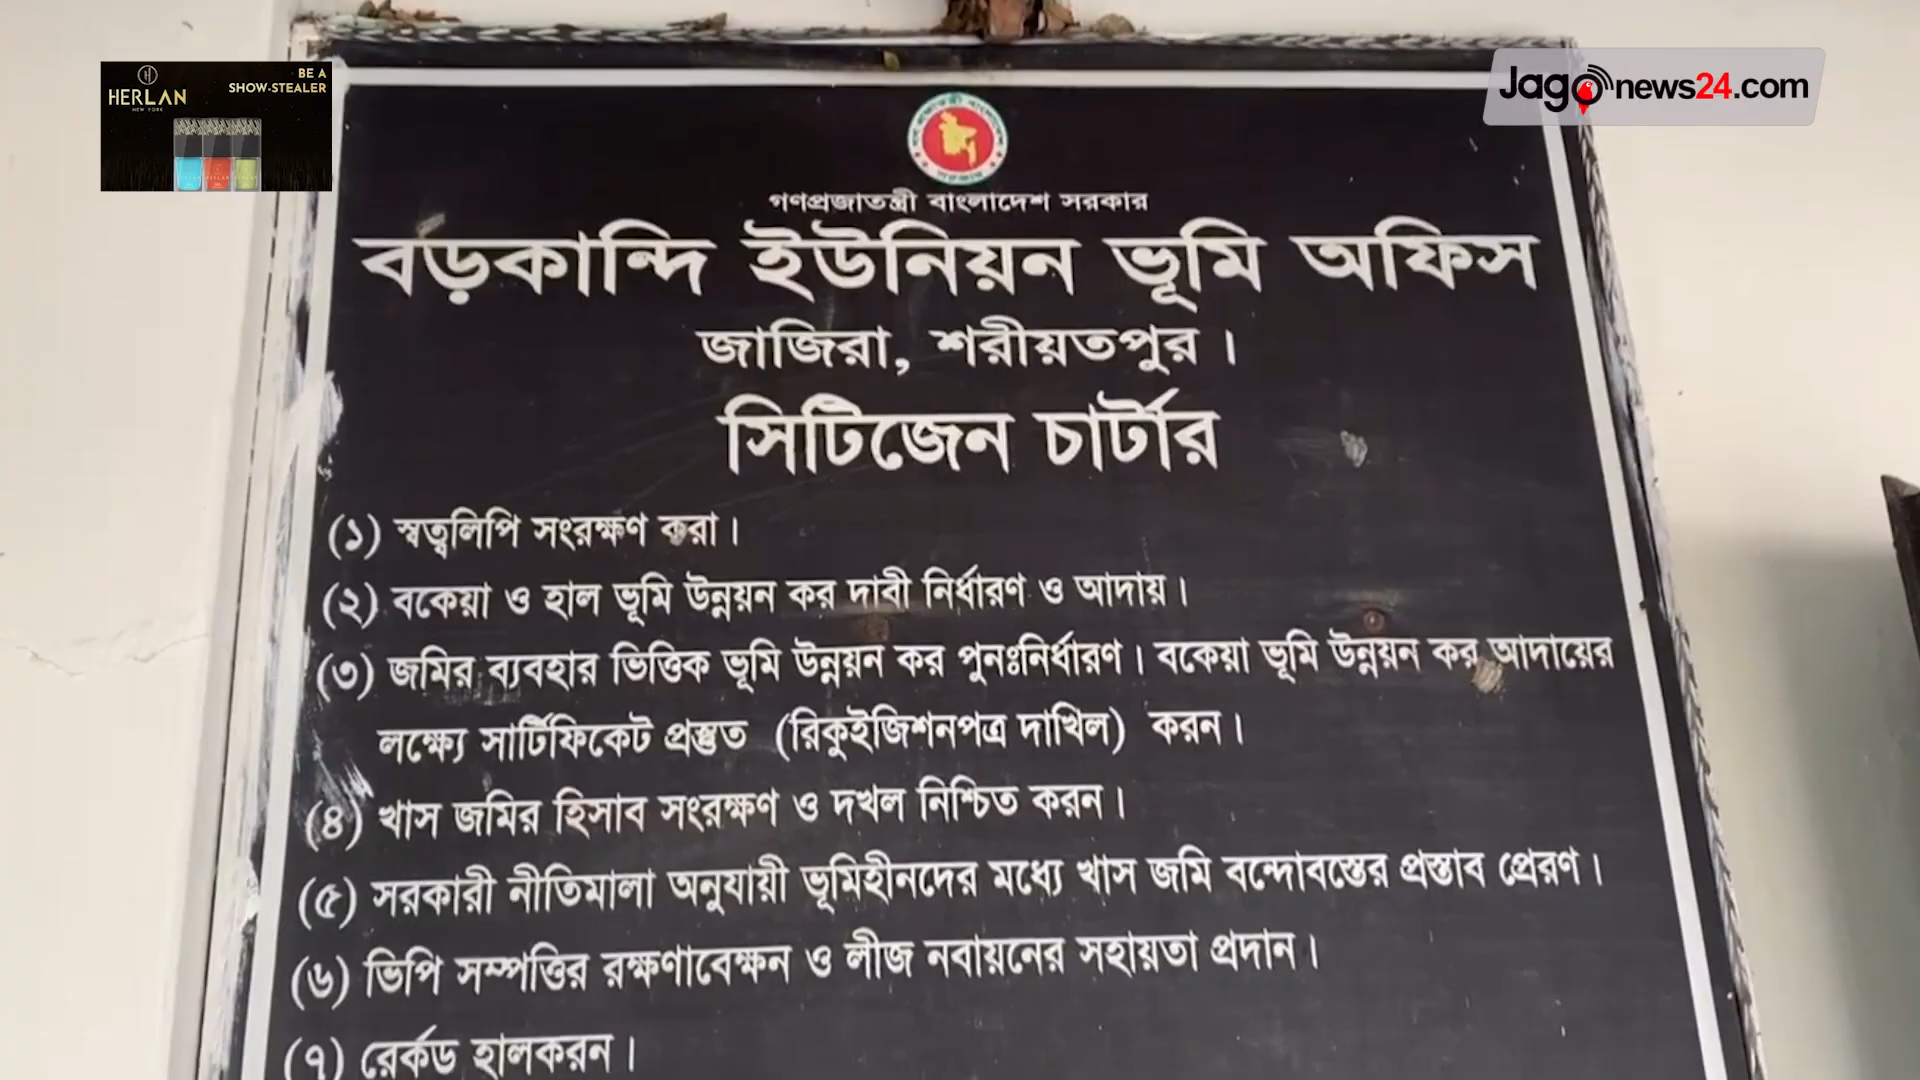 HERLAN
NEW YORK
BE A
SHOW-STEALER
Jagonews24.com
গণপ্রজাতন্ত্রী বাংলাদেশ সরকার
বড়কান্দি ইউনিয়ন ভূমি অফিস
জাজিরা, শরীয়তপুর।
সিটিজেন চার্টার
(১) স্বত্বলিপি সংরক্ষণ করা।
(২) বকেয়া ও হাল ভূমি উন্নয়ন কর দাবী নির্ধারণ ও আদায়।
(৩) জমির ব্যবহার ভিত্তিক ভূমি উন্নয়ন কর পুনঃনির্ধারণ। বকেয়া ভূমি উন্নয়ন কর আদায়ের
লক্ষ্যে সার্টিফিকেট প্রস্তুত (রিকুইজিশনপত্র দাখিল) করন।
(৪) খাস জমির হিসাব সংরক্ষণ ও দখল নিশ্চিত করন।
(৫) সরকারী নীতিমালা অনুযায়ী ভূমিহীনদের মধ্যে খাস জমি বন্দোবস্তের প্রস্তাব প্রেরণ।
(৬) ভিপি সম্পত্তির রক্ষণাবেক্ষন ও লীজ নবায়নের সহায়তা প্রদান।
(৭) রের্কড হালকরন।